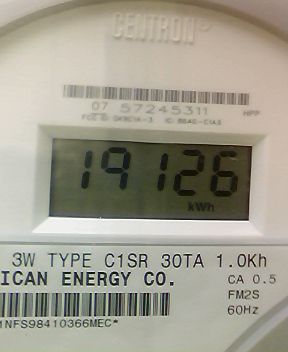 CENTRON®
07 57245311 HPP
19126
kWh
3W TYPE C1SR 30TA 1.0Kh
ICAN ENERGY CO. CA 0.5
FM2S
60Hz
1NFS98410366MEC*